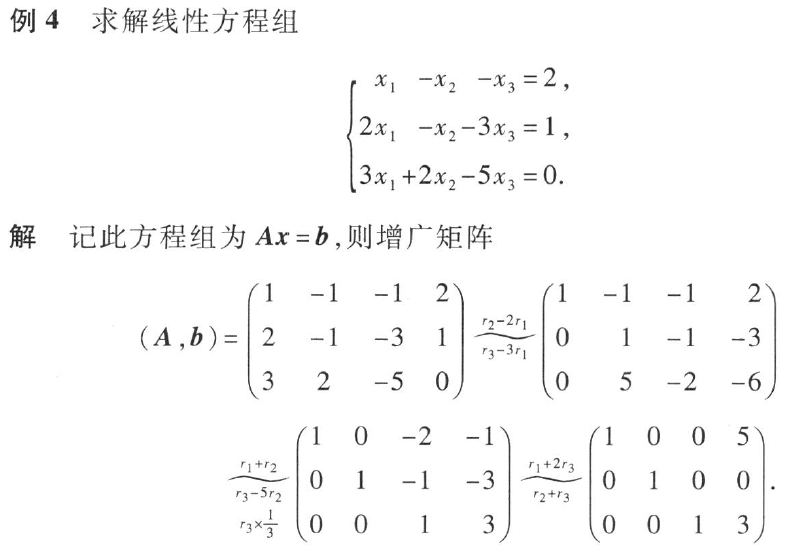 例 4 求解线性方程组
x₁ -x₂ -x₃=2,
2x₁ -x₂-3x₃=1,
3x₁+2x₂-5x₃=0.
解 记此方程组为 Ax=b,则增广矩阵
(A,b)= (1 -1 -1 2; 2 -1 -3 1; 3 2 -5 0) r₂-2r₁ ~ r₃-3r₁ (1 -1 -1 2; 0 1 -1 -3; 0 5 -2 -6)
r₁+r₂ ~ r₃-5r₂ r₃×1/3 (1 0 -2 -1; 0 1 -1 -3; 0 0 1 3) r₁+2r₃ ~ r₂+r₃ (1 0 0 5; 0 1 0 0; 0 0 1 3).